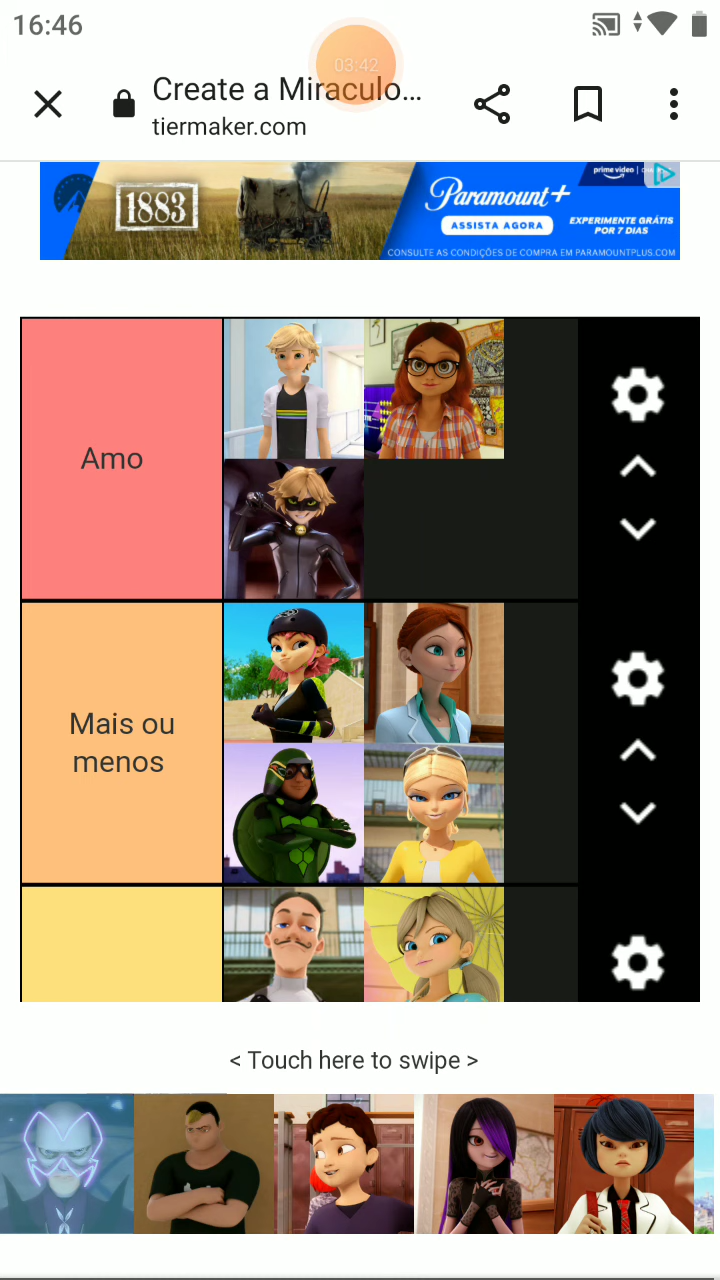 16:46
03:42
Create a Miraculo...
tiermaker.com
1883
Paramount+
prime video
ASSISTA AGORA
EXPERIMENTE GRÁTIS
POR 7 DIAS
CONSULTE AS CONDIÇÕES DE COMPRA EM PARAMOUNTPLUS.COM
Amo
Mais ou
menos
< Touch here to swipe >